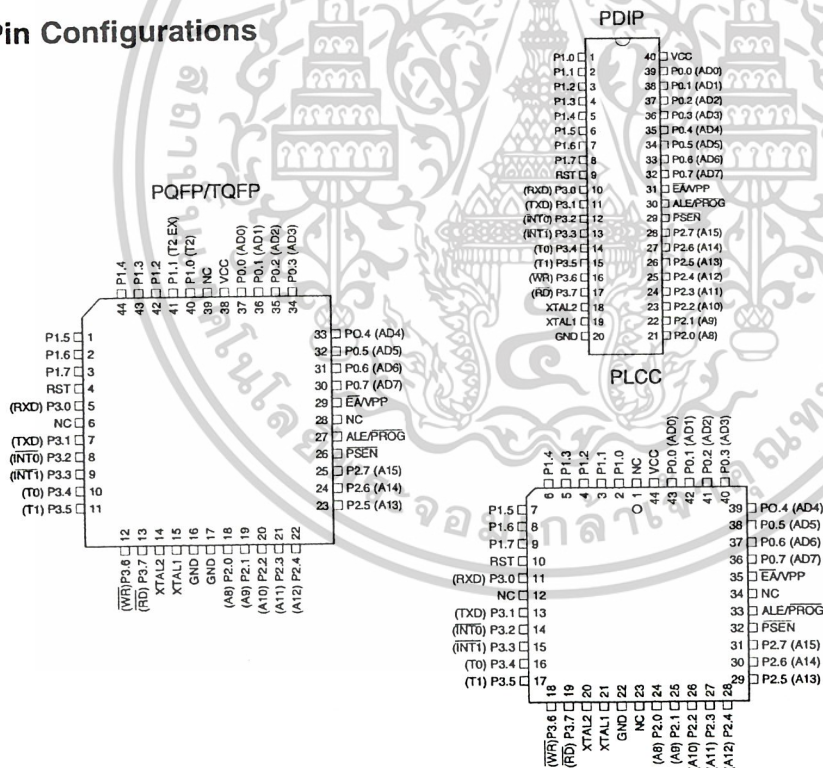 Pin Configurations
PDIP
P1.0 1
P1.1 2
P1.2 3
P1.3 4
P1.4 5
P1.5 6
P1.6 7
P1.7 8
RST 9
(RXD) P3.0 10
(TXD) P3.1 11
(INT0) P3.2 12
(INT1) P3.3 13
(T0) P3.4 14
(T1) P3.5 15
(WR) P3.6 16
(RD) P3.7 17
XTAL2 18
XTAL1 19
GND 20
40 VCC
39 P0.0 (AD0)
38 P0.1 (AD1)
37 P0.2 (AD2)
36 P0.3 (AD3)
35 P0.4 (AD4)
34 P0.5 (AD5)
33 P0.6 (AD6)
32 P0.7 (AD7)
31 EA/VPP
30 ALE/PROG
29 PSEN
28 P2.7 (A15)
27 P2.6 (A14)
26 P2.5 (A13)
25 P2.4 (A12)
24 P2.3 (A11)
23 P2.2 (A10)
22 P2.1 (A9)
21 P2.0 (A8)
PQFP/TQFP
44 P1.4
43 P1.3
42 P1.2
41 P1.1 (T2 EX)
40 P1.0 (T2)
39 NC
38 VCC
37 P0.0 (AD0)
36 P0.1 (AD1)
35 P0.2 (AD2)
34 P0.3 (AD3)
P1.5 1
P1.6 2
P1.7 3
RST 4
(RXD) P3.0 5
NC 6
(TXD) P3.1 7
(INT0) P3.2 8
(INT1) P3.3 9
(T0) P3.4 10
(T1) P3.5 11
33 P0.4 (AD4)
32 P0.5 (AD5)
31 P0.6 (AD6)
30 P0.7 (AD7)
29 EA/VPP
28 NC
27 ALE/PROG
26 PSEN
25 P2.7 (A15)
24 P2.6 (A14)
23 P2.5 (A13)
(WR) P3.6 12
(RD) P3.7 13
XTAL2 14
XTAL1 15
GND 16
GND 17
(A8) P2.0 18
(A9) P2.1 19
(A10) P2.2 20
(A11) P2.3 21
(A12) P2.4 22
PLCC
6 P1.4
5 P1.3
4 P1.2
3 P1.1
2 P1.0
1 NC
44 VCC
43 P0.0 (AD0)
42 P0.1 (AD1)
41 P0.2 (AD2)
40 P0.3 (AD3)
P1.5 7
P1.6 8
P1.7 9
RST 10
(RXD) P3.0 11
NC 12
(TXD) P3.1 13
(INT0) P3.2 14
(INT1) P3.3 15
(T0) P3.4 16
(T1) P3.5 17
39 P0.4 (AD4)
38 P0.5 (AD5)
37 P0.6 (AD6)
36 P0.7 (AD7)
35 EA/VPP
34 NC
33 ALE/PROG
32 PSEN
31 P2.7 (A15)
30 P2.6 (A14)
29 P2.5 (A13)
(WR) P3.6 18
(RD) P3.7 19
XTAL2 20
XTAL1 21
GND 22
NC 23
(A8) P2.0 24
(A9) P2.1 25
(A10) P2.2 26
(A11) P2.3 27
(A12) P2.4 28